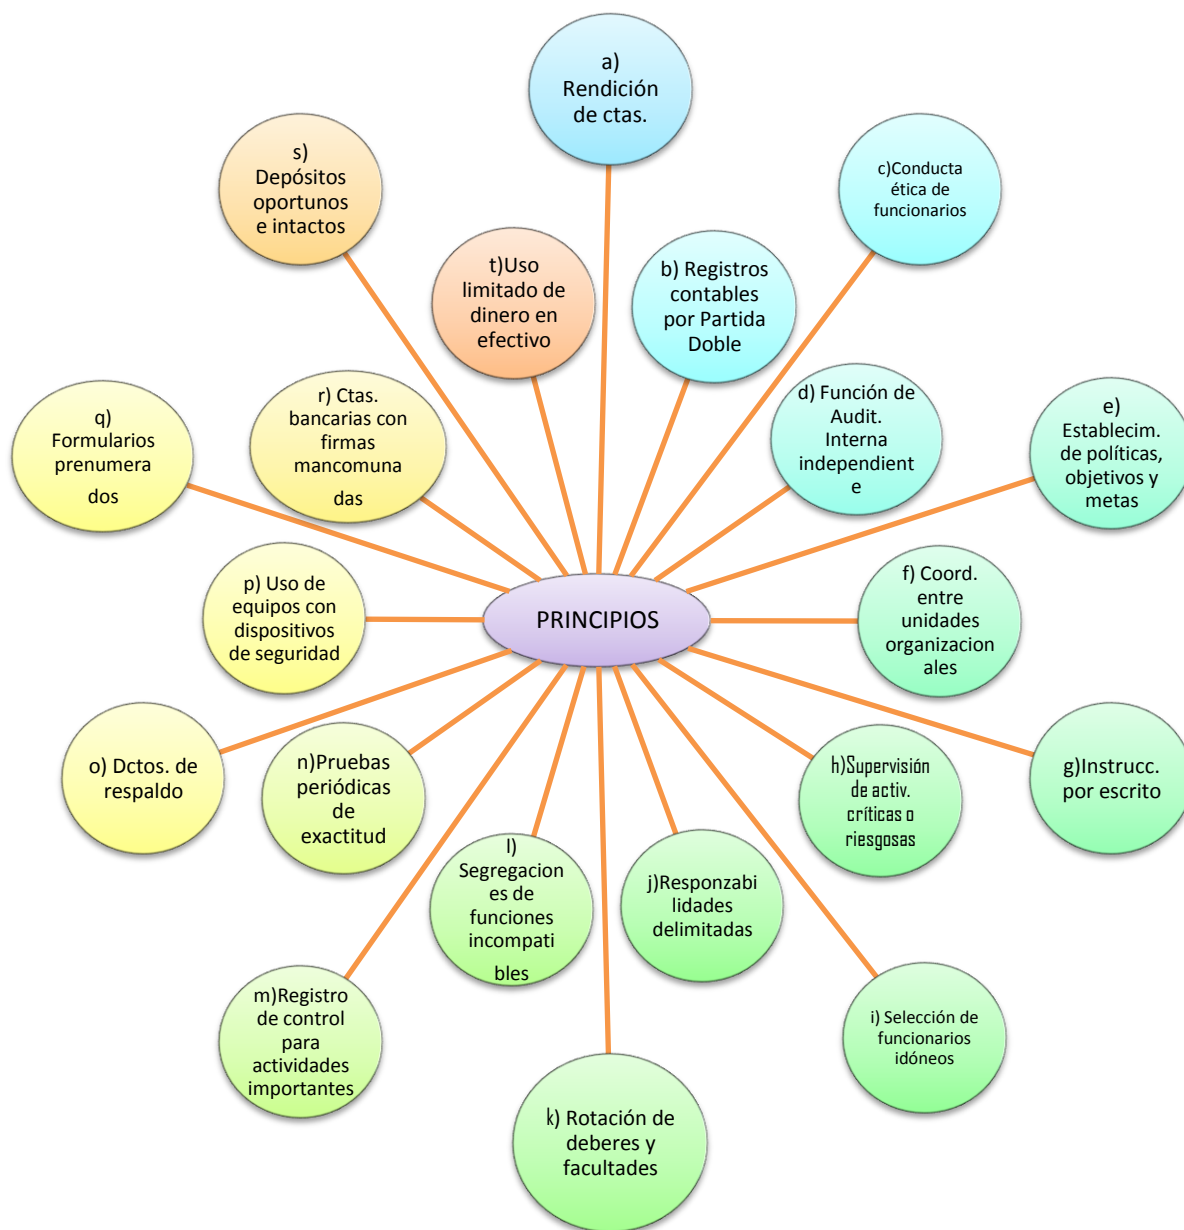 a)
Rendición
de ctas.
b) Registros
contables
por Partida
Doble
c)Conducta
ética de
funcionarios
d) Función de
Audit.
Interna
independient
e
e)
Establecim.
de políticas,
objetivos y
metas
f) Coord.
entre
unidades
organizacion
ales
g)Instrucc.
por escrito
h)Supervisión
de activ.
críticas o
riesgosas
i) Selección de
funcionarios
idóneos
j)Responzabi
lidades
delimitadas
k) Rotación de
deberes y
facultades
l)
Segregacion
es de
funciones
incompati
bles
m)Registro
de control
para
actividades
importantes
n)Pruebas
periódicas
de
exactitud
o) Dctos. de
respaldo
p) Uso de
equipos con
dispositivos
de seguridad
q)
Formularios
prenumera
dos
r) Ctas.
bancarias con
firmas
mancomuna
das
s)
Depósitos
oportunos
e intactos
t)Uso
limitado de
dinero en
efectivo
PRINCIPIOS